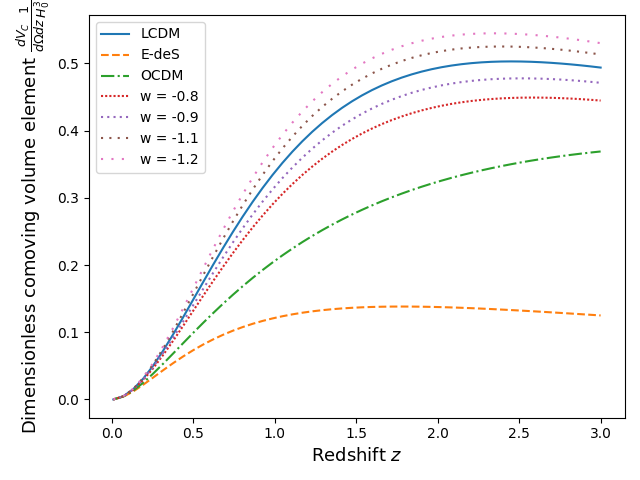 Dimensionless comoving volume element dV_C/dΩdz 1/H_0^3
0.5
0.4
0.3
0.2
0.1
0.0
LCDM
E-deS
OCDM
w = -0.8
w = -0.9
w = -1.1
w = -1.2
0.0 0.5 1.0 1.5 2.0 2.5 3.0
Redshift z